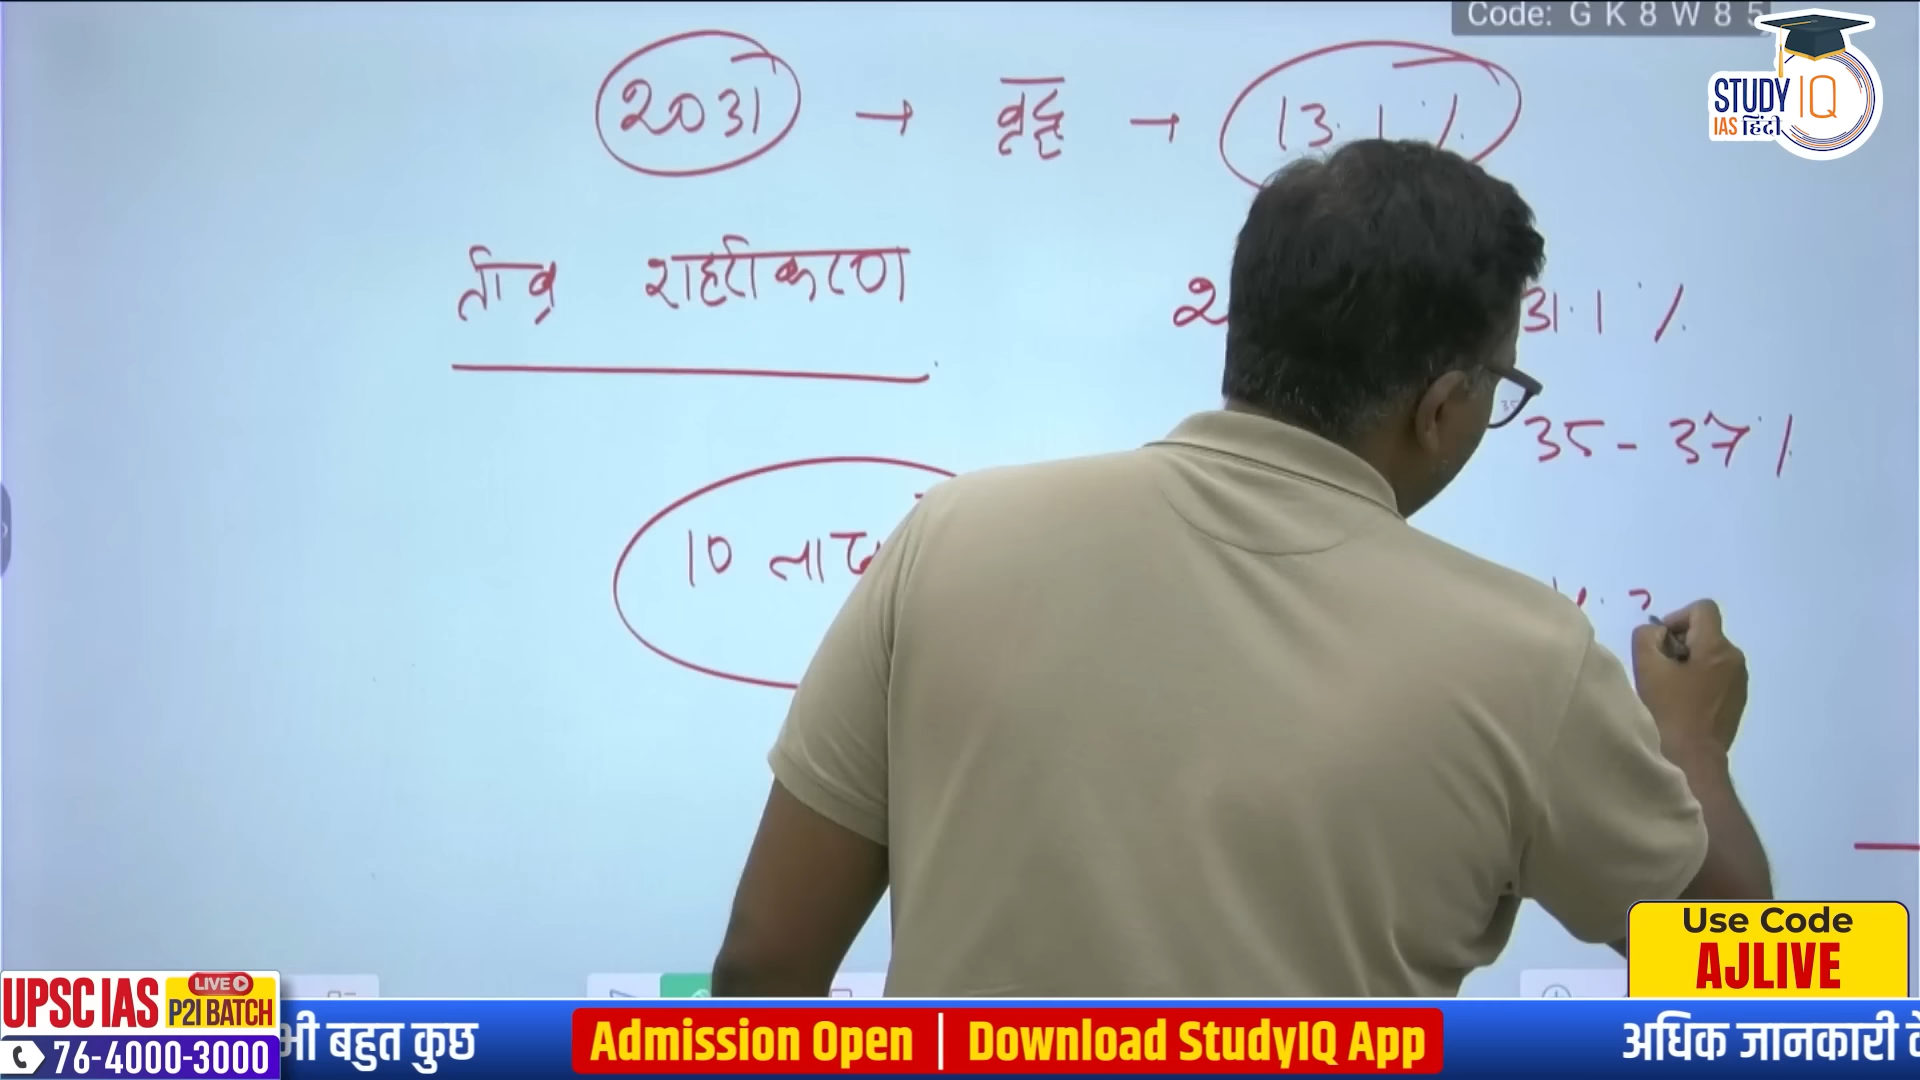 Code: G K 8 W 8 5
STUDY IQ
IAS हिंदी
2031 → वृद्ध → 13.1 %
तीव्र शहरीकरण
2 31.1 %
35 - 37 %
10 लाख
Use Code
AJLIVE
UPSC IAS LIVE P2I BATCH
76-4000-3000
भी बहुत कुछ
Admission Open | Download StudyIQ App
अधिक जानकारी के